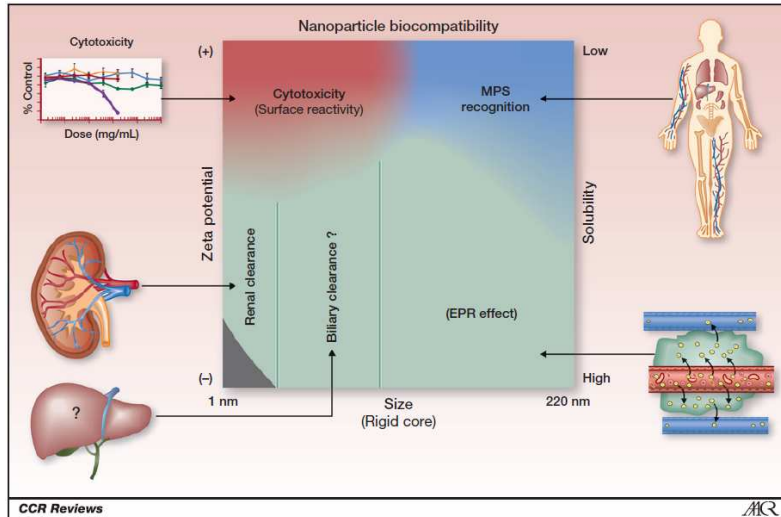 Nanoparticle biocompatibility
Cytotoxicity
% Control
Dose (mg/mL)
(+)
Low
Cytotoxicity
(Surface reactivity)
MPS
recognition
Zeta potential
Solubility
Renal clearance
Biliary clearance ?
(EPR effect)
(–)
High
1 nm
Size
(Rigid core)
220 nm
?
CCR Reviews
AACR